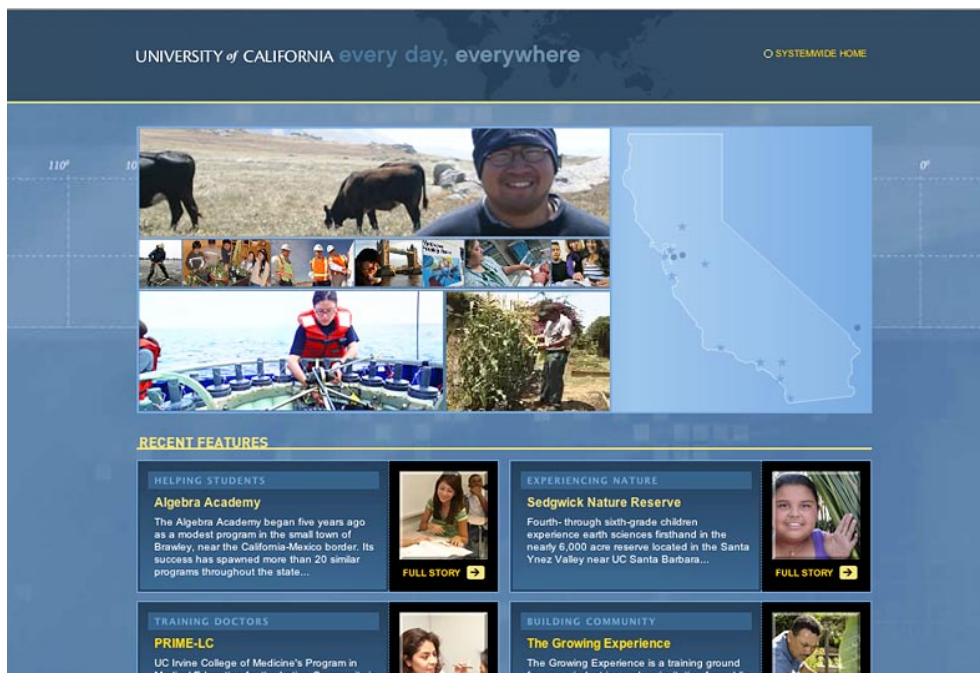 UNIVERSITY of CALIFORNIA every day, everywhere
SYSTEMWIDE HOME
110°
10
0°
RECENT FEATURES
HELPING STUDENTS
Algebra Academy
The Algebra Academy began five years ago
as a modest program in the small town of
Brawley, near the California-Mexico border. Its
success has spawned more than 20 similar
programs throughout the state...
FULL STORY
EXPERIENCING NATURE
Sedgwick Nature Reserve
Fourth- through sixth-grade children
experience earth sciences firsthand in the
nearly 6,000 acre reserve located in the Santa
Ynez Valley near UC Santa Barbara...
FULL STORY
TRAINING DOCTORS
PRIME-LC
UC Irvine College of Medicine's Program in
BUILDING COMMUNITY
The Growing Experience
The Growing Experience is a training ground